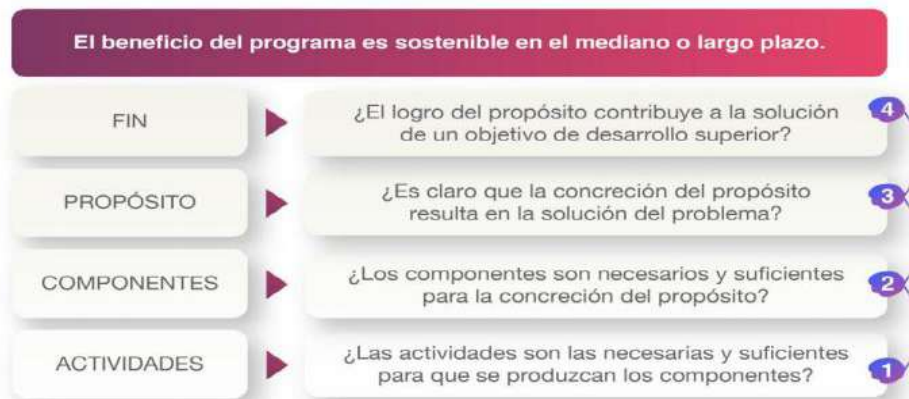 El beneficio del programa es sostenible en el mediano o largo plazo.
FIN
¿El logro del propósito contribuye a la solución
de un objetivo de desarrollo superior?
4
PROPÓSITO
¿Es claro que la concreción del propósito
resulta en la solución del problema?
3
COMPONENTES
¿Los componentes son necesarios y suficientes
para la concreción del propósito?
2
ACTIVIDADES
¿Las actividades son las necesarias y suficientes
para que se produzcan los componentes?
1